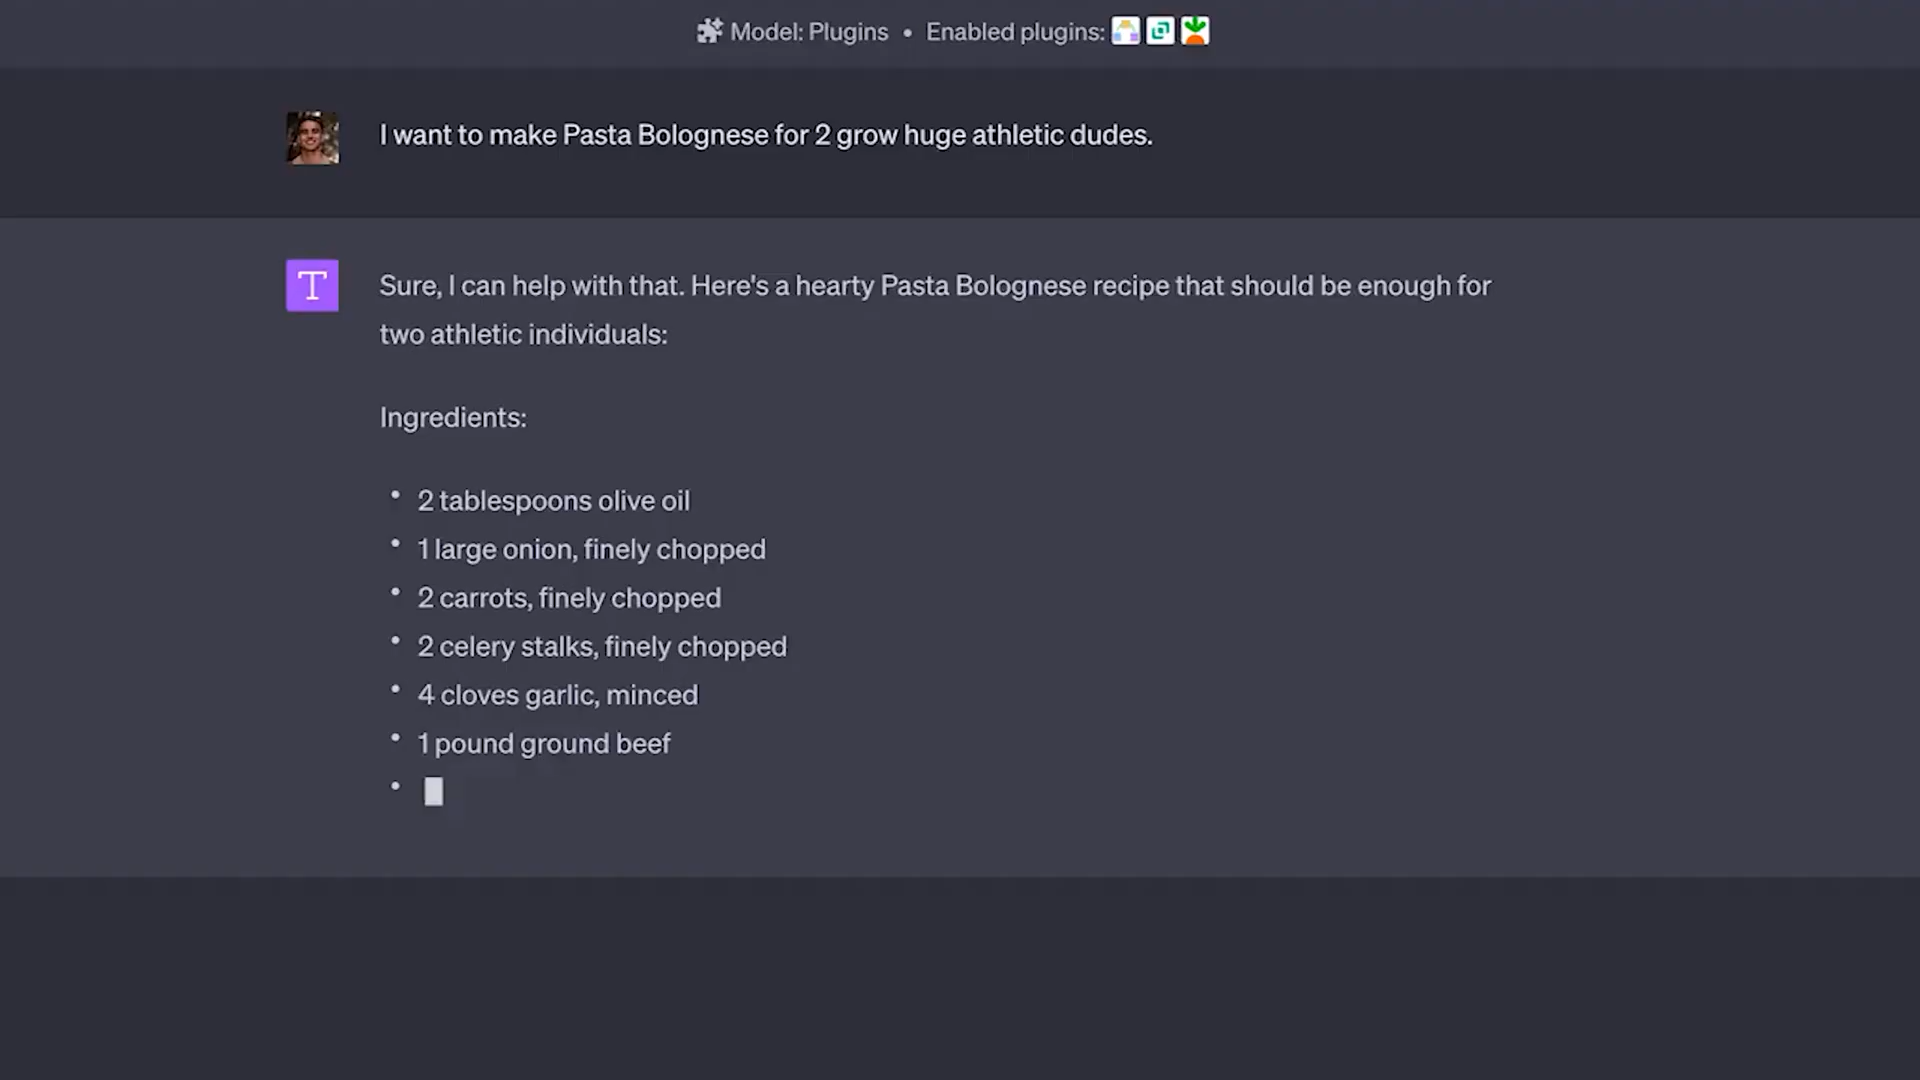 Model: Plugins • Enabled plugins:
I want to make Pasta Bolognese for 2 grow huge athletic dudes.
T
Sure, I can help with that. Here's a hearty Pasta Bolognese recipe that should be enough for
two athletic individuals:
Ingredients:
• 2 tablespoons olive oil
• 1 large onion, finely chopped
• 2 carrots, finely chopped
• 2 celery stalks, finely chopped
• 4 cloves garlic, minced
• 1 pound ground beef
•